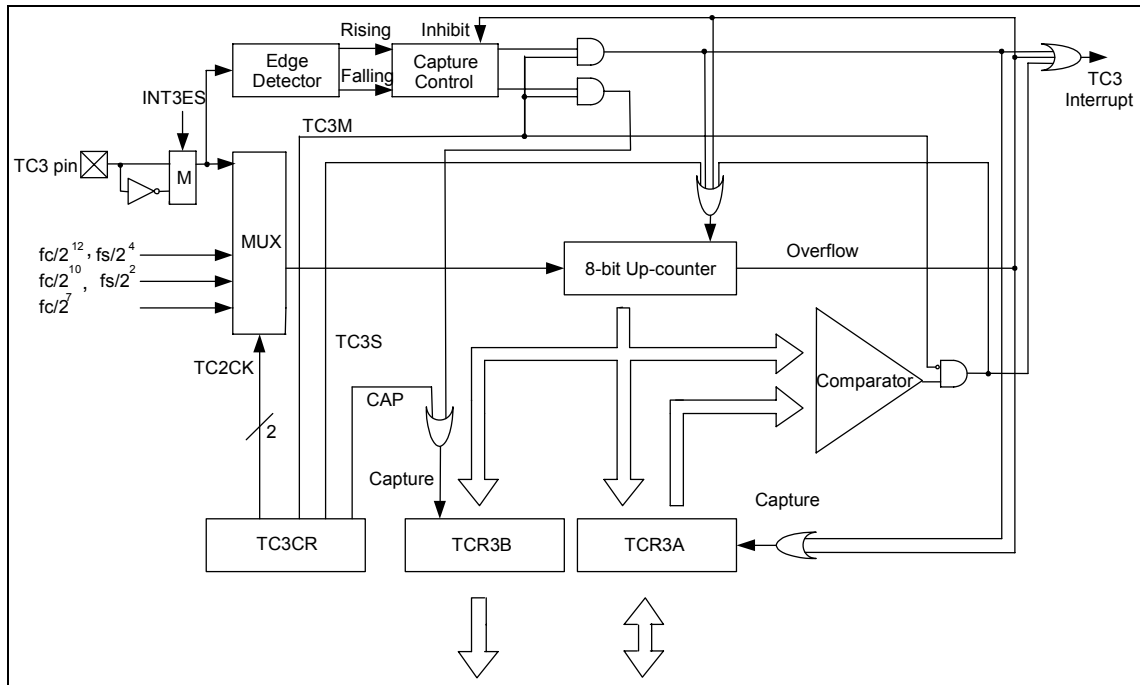 Rising
Inhibit
Edge
Detector
Falling
Capture
Control
TC3
Interrupt
INT3ES
TC3M
TC3 pin
M
MUX
fc/2^12, fs/2^4
fc/2^10, fs/2^2
fc/2^7
8-bit Up-counter
Overflow
TC3S
TC2CK
CAP
Comparator
2
Capture
Capture
TC3CR
TCR3B
TCR3A